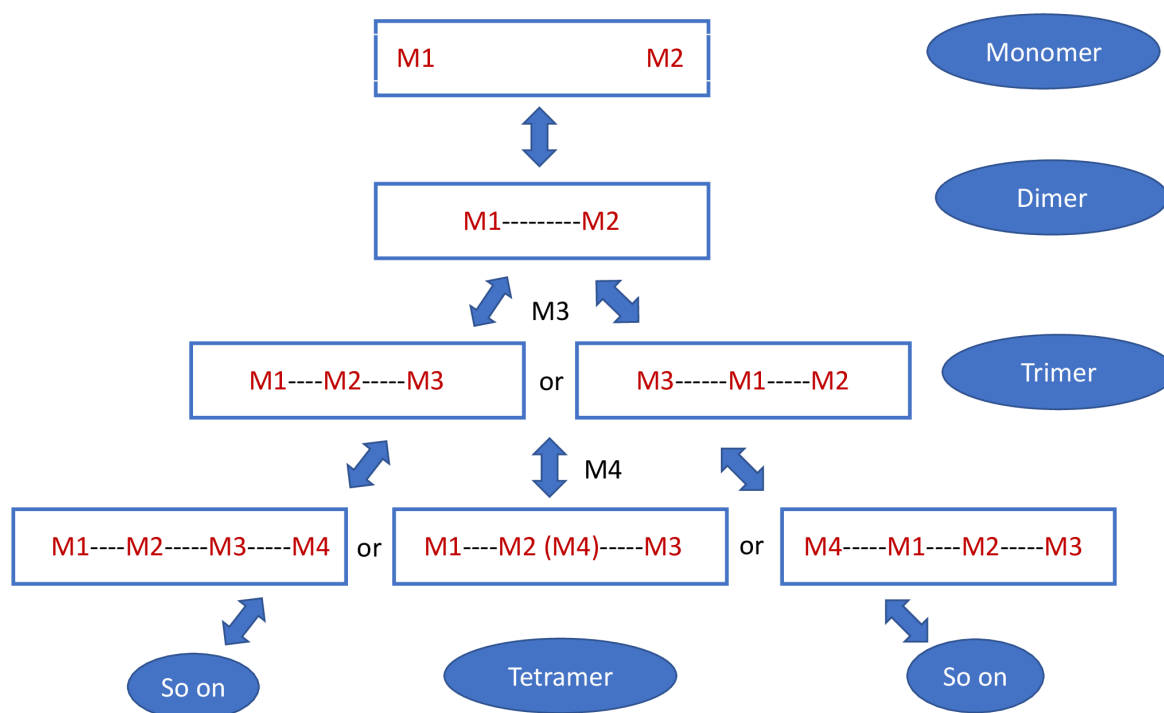 M1 M2 Monomer
M1---------M2 Dimer
M3
M1----M2-----M3 or M3------M1-----M2 Trimer
M4
M1----M2-----M3-----M4 or M1----M2 (M4)-----M3 or M4-----M1----M2-----M3
So on Tetramer So on